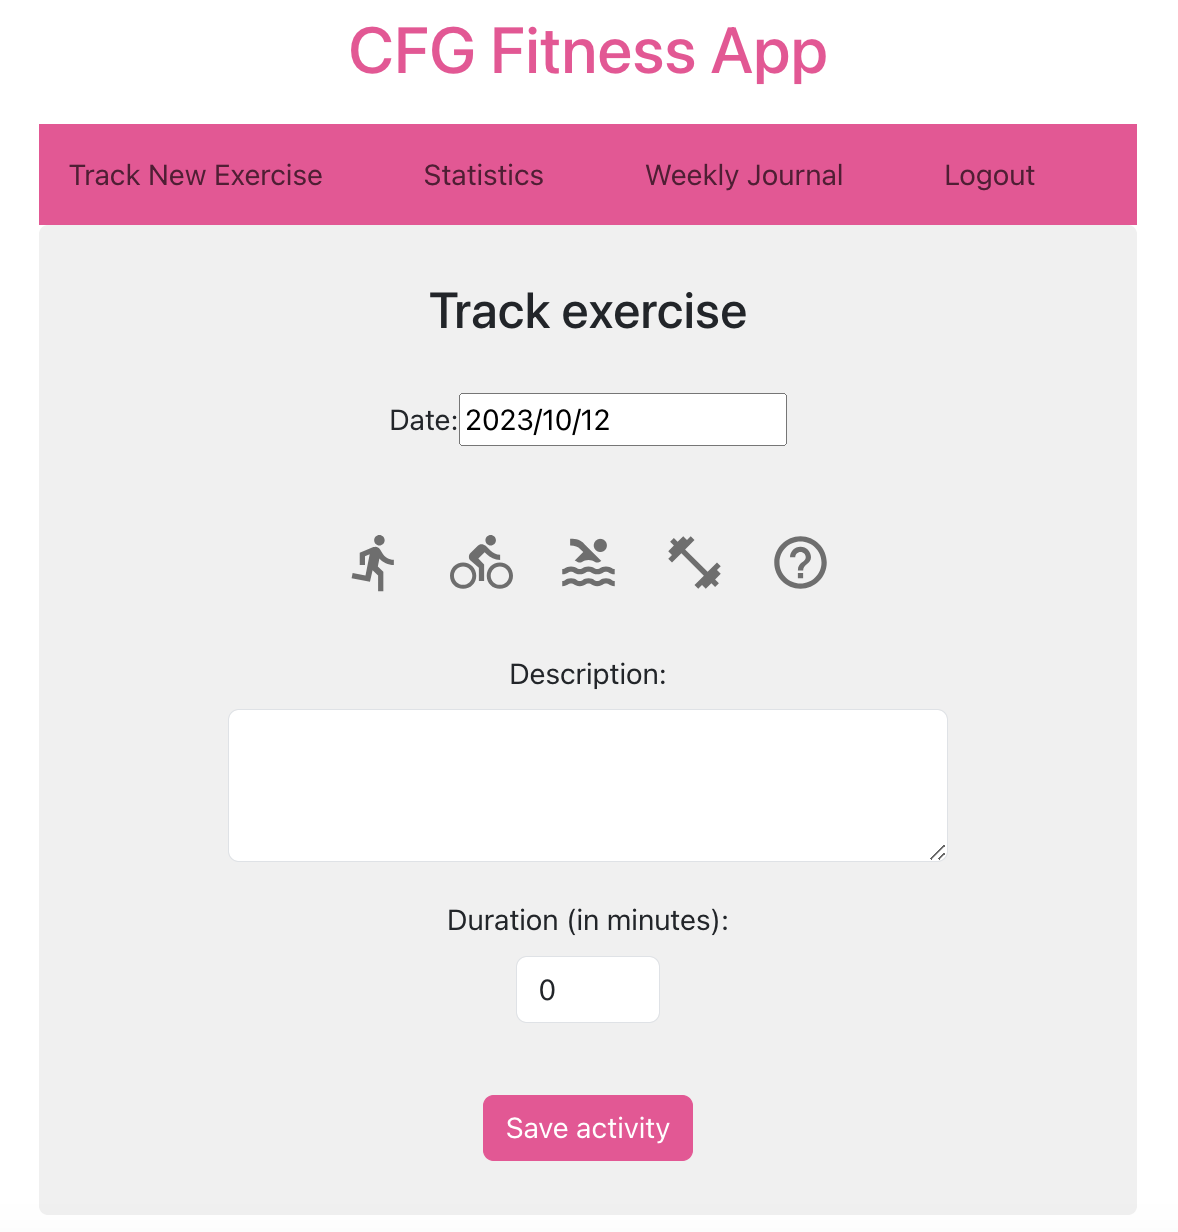 CFG Fitness App
Track New Exercise Statistics Weekly Journal Logout
Track exercise
Date: 2023/10/12
?
Description:
Duration (in minutes):
0
Save activity